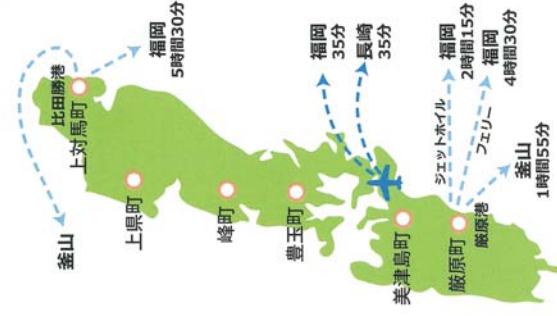 福岡
5時間30分
比田勝港
上対馬町
釜山
上県町
峰町
豊玉町
福岡
35分
長崎
35分
美津島町
厳原町
厳原港
ジェットホイル
福岡
2時間15分
フェリー
福岡
4時間30分
釜山
1時間55分